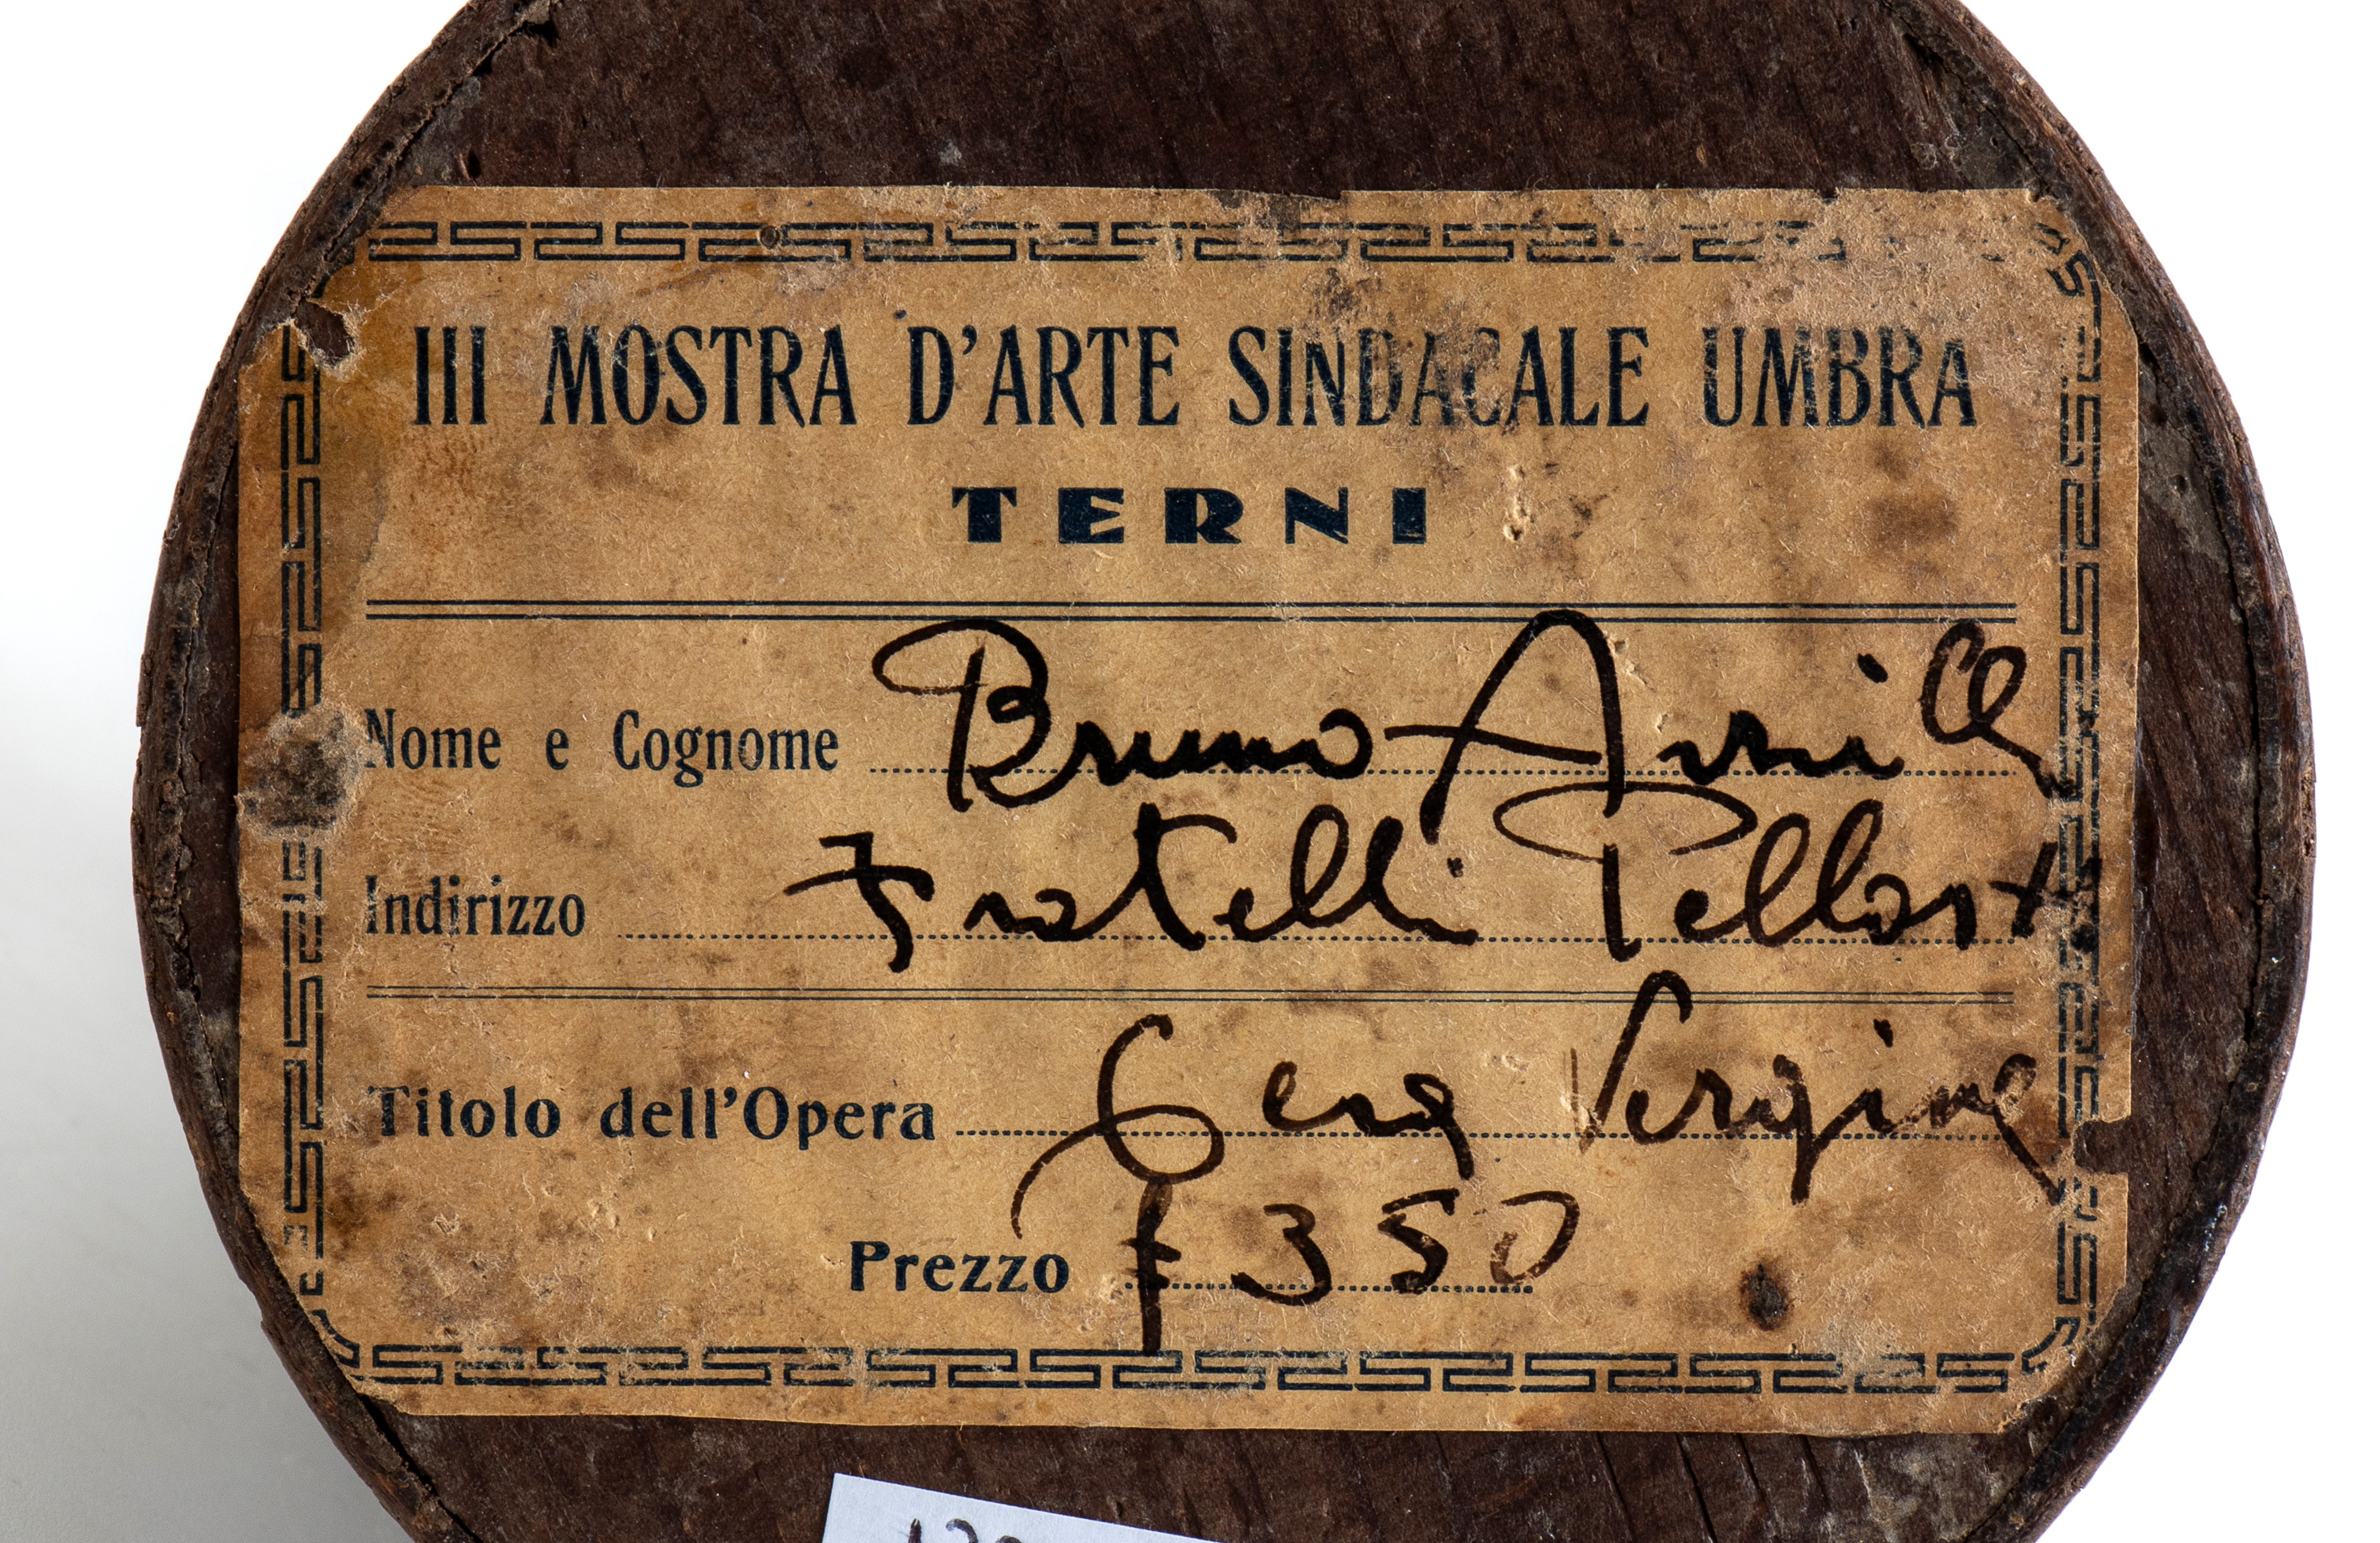 III MOSTRA D'ARTE SINDACALE UMBRA
TERNI
Nome e Cognome Bruno Arzilli
Indirizzo Fratelli Pellas
Titolo dell'Opera Cera Vergine
Prezzo £ 350